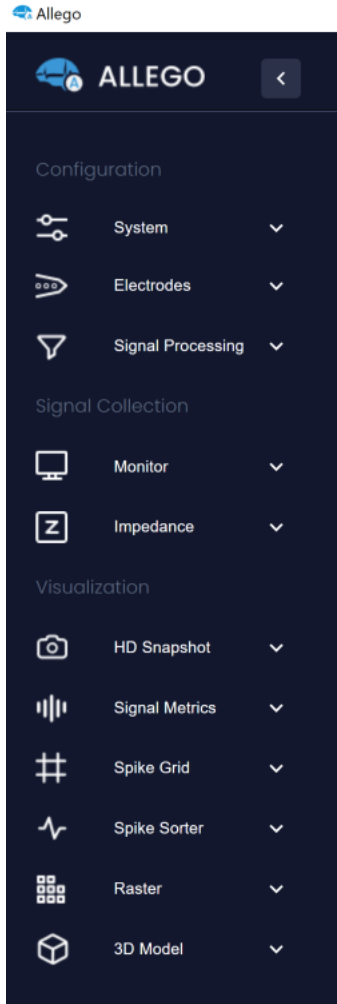 Allego
ALLEGO
Configuration
System
Electrodes
Signal Processing
Signal Collection
Monitor
Impedance
Visualization
HD Snapshot
Signal Metrics
Spike Grid
Spike Sorter
Raster
3D Model